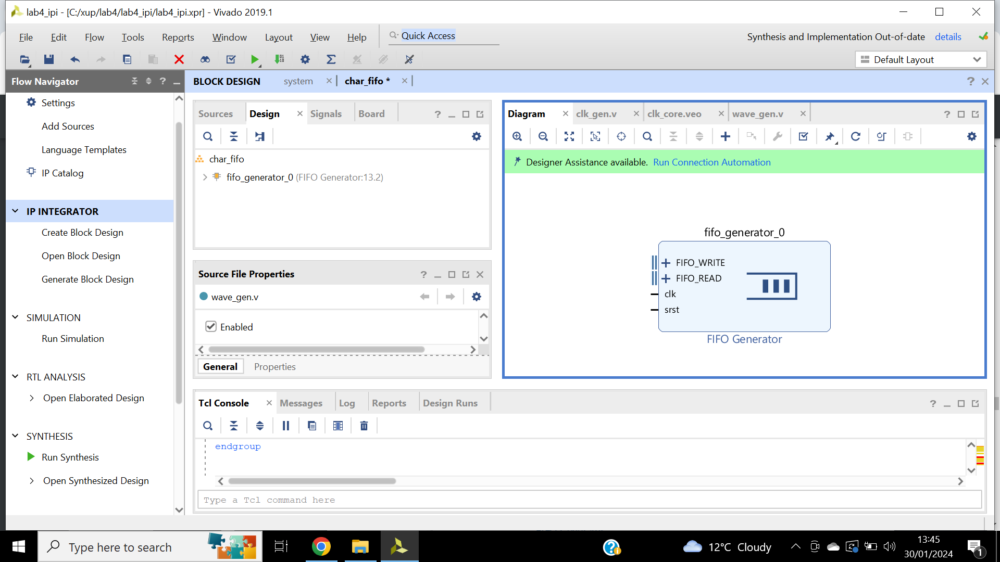 lab4_ipi - [C:/xup/lab4/lab4_ipi/lab4_ipi.xpr] - Vivado 2019.1
File Edit Flow Tools Reports Window Layout View Help Quick Access
Synthesis and Implementation Out-of-date details
Default Layout
Flow Navigator
Settings
Add Sources
Language Templates
IP Catalog
IP INTEGRATOR
Create Block Design
Open Block Design
Generate Block Design
SIMULATION
Run Simulation
RTL ANALYSIS
Open Elaborated Design
SYNTHESIS
Run Synthesis
Open Synthesized Design
BLOCK DESIGN system char_fifo *
Sources Design Signals Board
char_fifo
fifo_generator_0 (FIFO Generator:13.2)
Source File Properties
wave_gen.v
Enabled
General Properties
Diagram clk_gen.v clk_core.veo wave_gen.v
Designer Assistance available. Run Connection Automation
fifo_generator_0
FIFO_WRITE
FIFO_READ
clk
srst
FIFO Generator
Tcl Console Messages Log Reports Design Runs
endgroup
Type a Tcl command here
Type here to search
12°C Cloudy
13:45
30/01/2024
1